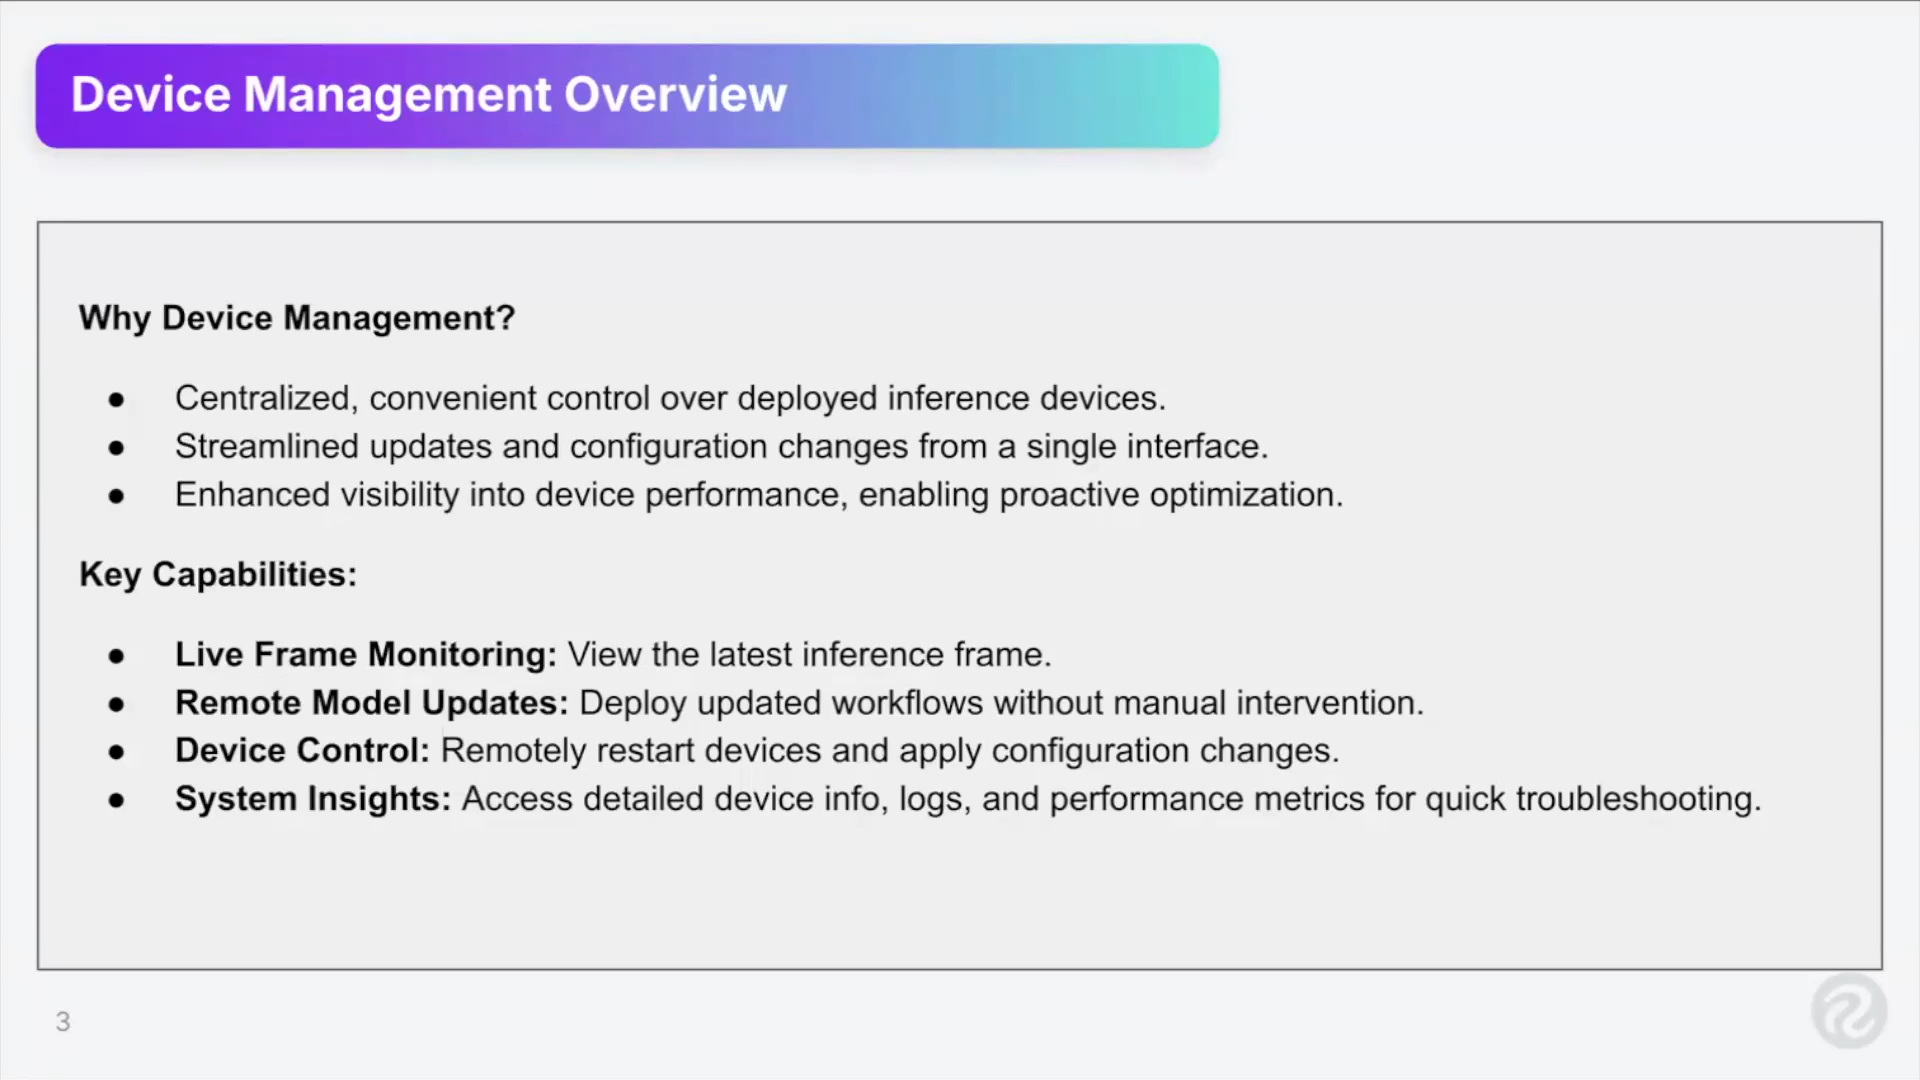 Device Management Overview
Why Device Management?
● Centralized, convenient control over deployed inference devices.
● Streamlined updates and configuration changes from a single interface.
● Enhanced visibility into device performance, enabling proactive optimization.
Key Capabilities:
● Live Frame Monitoring: View the latest inference frame.
● Remote Model Updates: Deploy updated workflows without manual intervention.
● Device Control: Remotely restart devices and apply configuration changes.
● System Insights: Access detailed device info, logs, and performance metrics for quick troubleshooting.
3